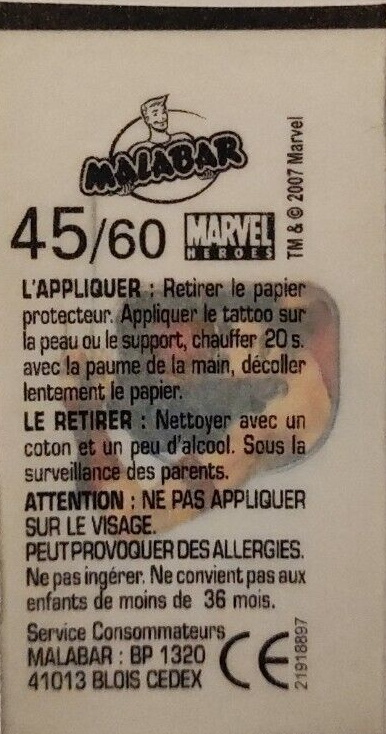 MALABAR
TM & © 2007 Marvel
45/60
MARVEL
HEROES
L'APPLIQUER : Retirer le papier
protecteur. Appliquer le tattoo sur
la peau ou le support, chauffer 20 s.
avec la paume de la main, décoller
lentement le papier.
LE RETIRER : Nettoyer avec un
coton et un peu d'alcool. Sous la
surveillance des parents.
ATTENTION : NE PAS APPLIQUER
SUR LE VISAGE.
PEUT PROVOQUER DES ALLERGIES.
Ne pas ingérer. Ne convient pas aux
enfants de moins de 36 mois.
Service Consommateurs
MALABAR : BP 1320
41013 BLOIS CEDEX
CE
21918897